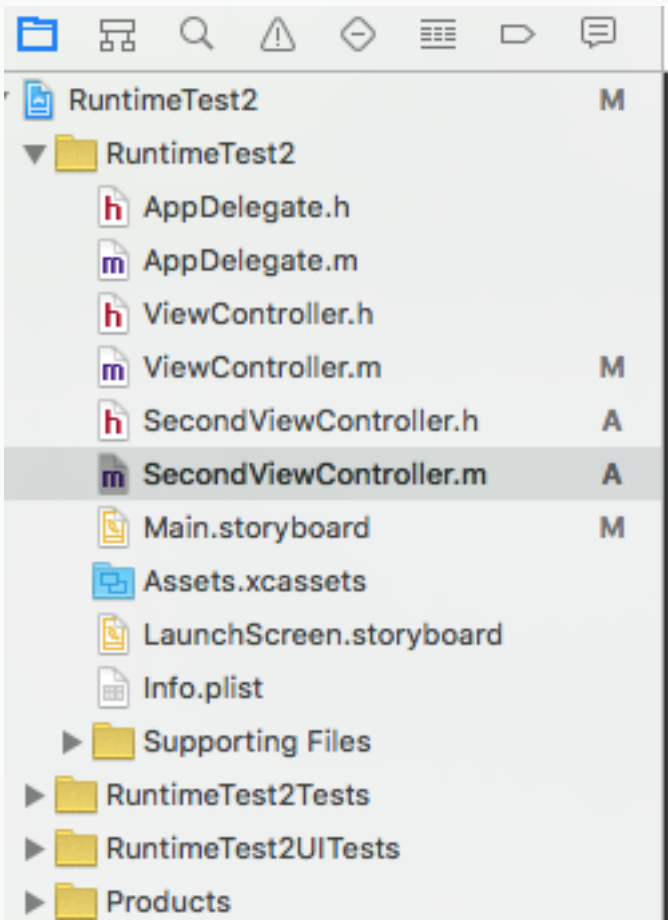 RuntimeTest2 M
RuntimeTest2
h AppDelegate.h
m AppDelegate.m
h ViewController.h
m ViewController.m M
h SecondViewController.h A
m SecondViewController.m A
Main.storyboard M
Assets.xcassets
LaunchScreen.storyboard
Info.plist
Supporting Files
RuntimeTest2Tests
RuntimeTest2UITests
Products